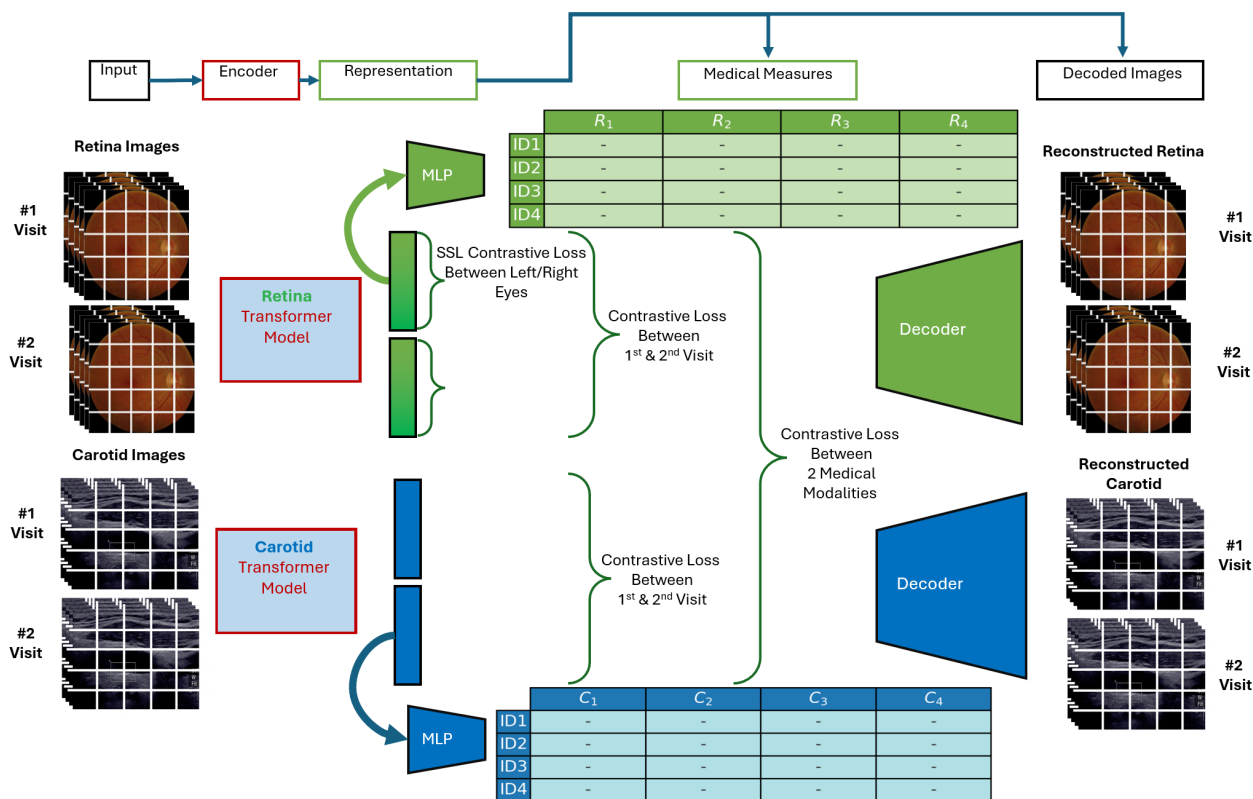 Input
Encoder
Representation
Medical Measures
Decoded Images
Retina Images
#1
Visit
#2
Visit
Retina
Transformer
Model
MLP
R1 R2 R3 R4
ID1 - - - -
ID2 - - - -
ID3 - - - -
ID4 - - - -
SSL Contrastive Loss
Between Left/Right
Eyes
Contrastive Loss
Between
1st & 2nd Visit
Contrastive Loss
Between
2 Medical
Modalities
Decoder
Reconstructed Retina
#1
Visit
#2
Visit
Carotid Images
#1
Visit
#2
Visit
Carotid
Transformer
Model
Contrastive Loss
Between
1st & 2nd Visit
Decoder
Reconstructed
Carotid
#1
Visit
#2
Visit
MLP
C1 C2 C3 C4
ID1 - - - -
ID2 - - - -
ID3 - - - -
ID4 - - - -